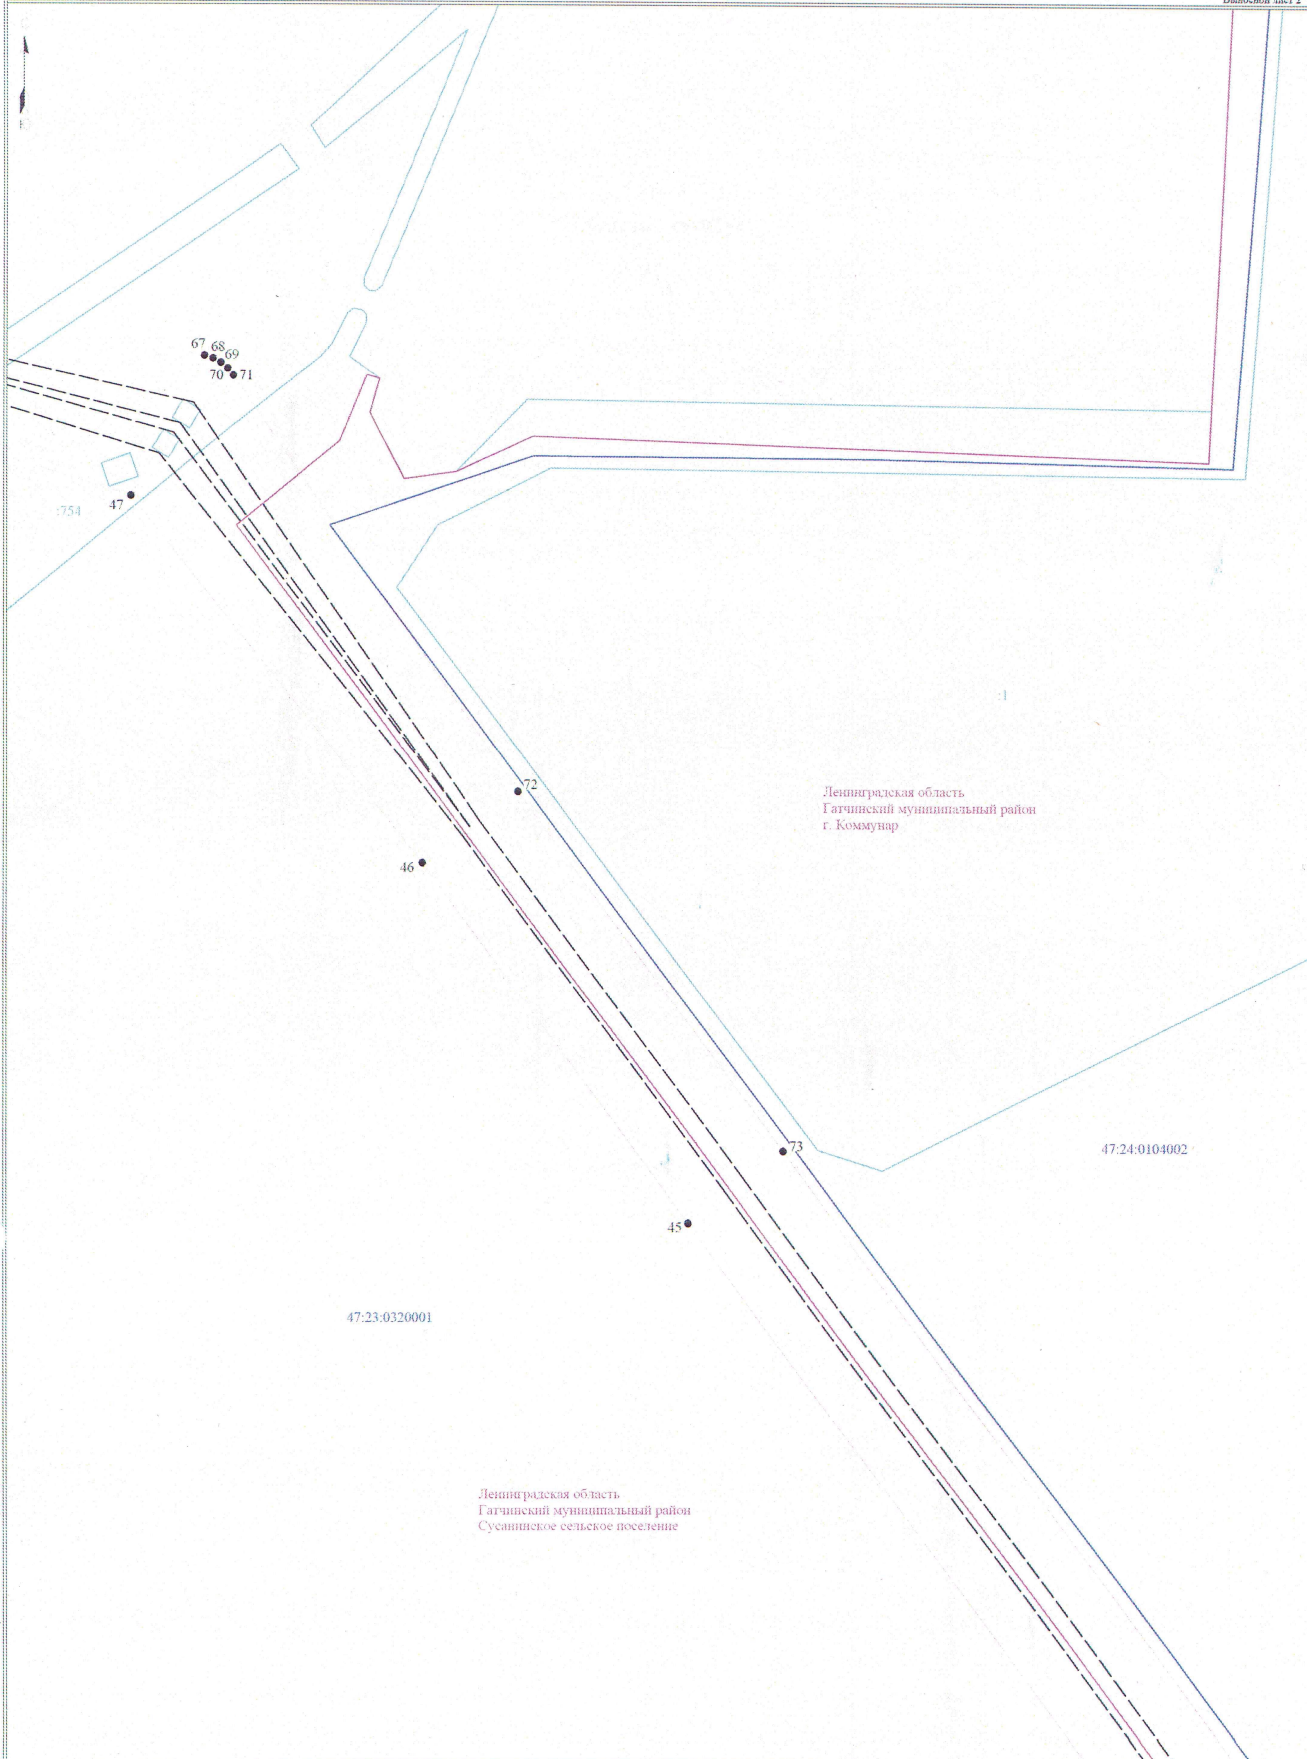 Выносной лист 2
67
68
69
70
71
47
:754
72
:1
Ленинградская область
Гатчинский муниципальный район
г. Коммунар
46
73
47:24:0104002
45
47:23:0320001
Ленинградская область
Гатчинский муниципальный район
Сусанинское сельское поселение